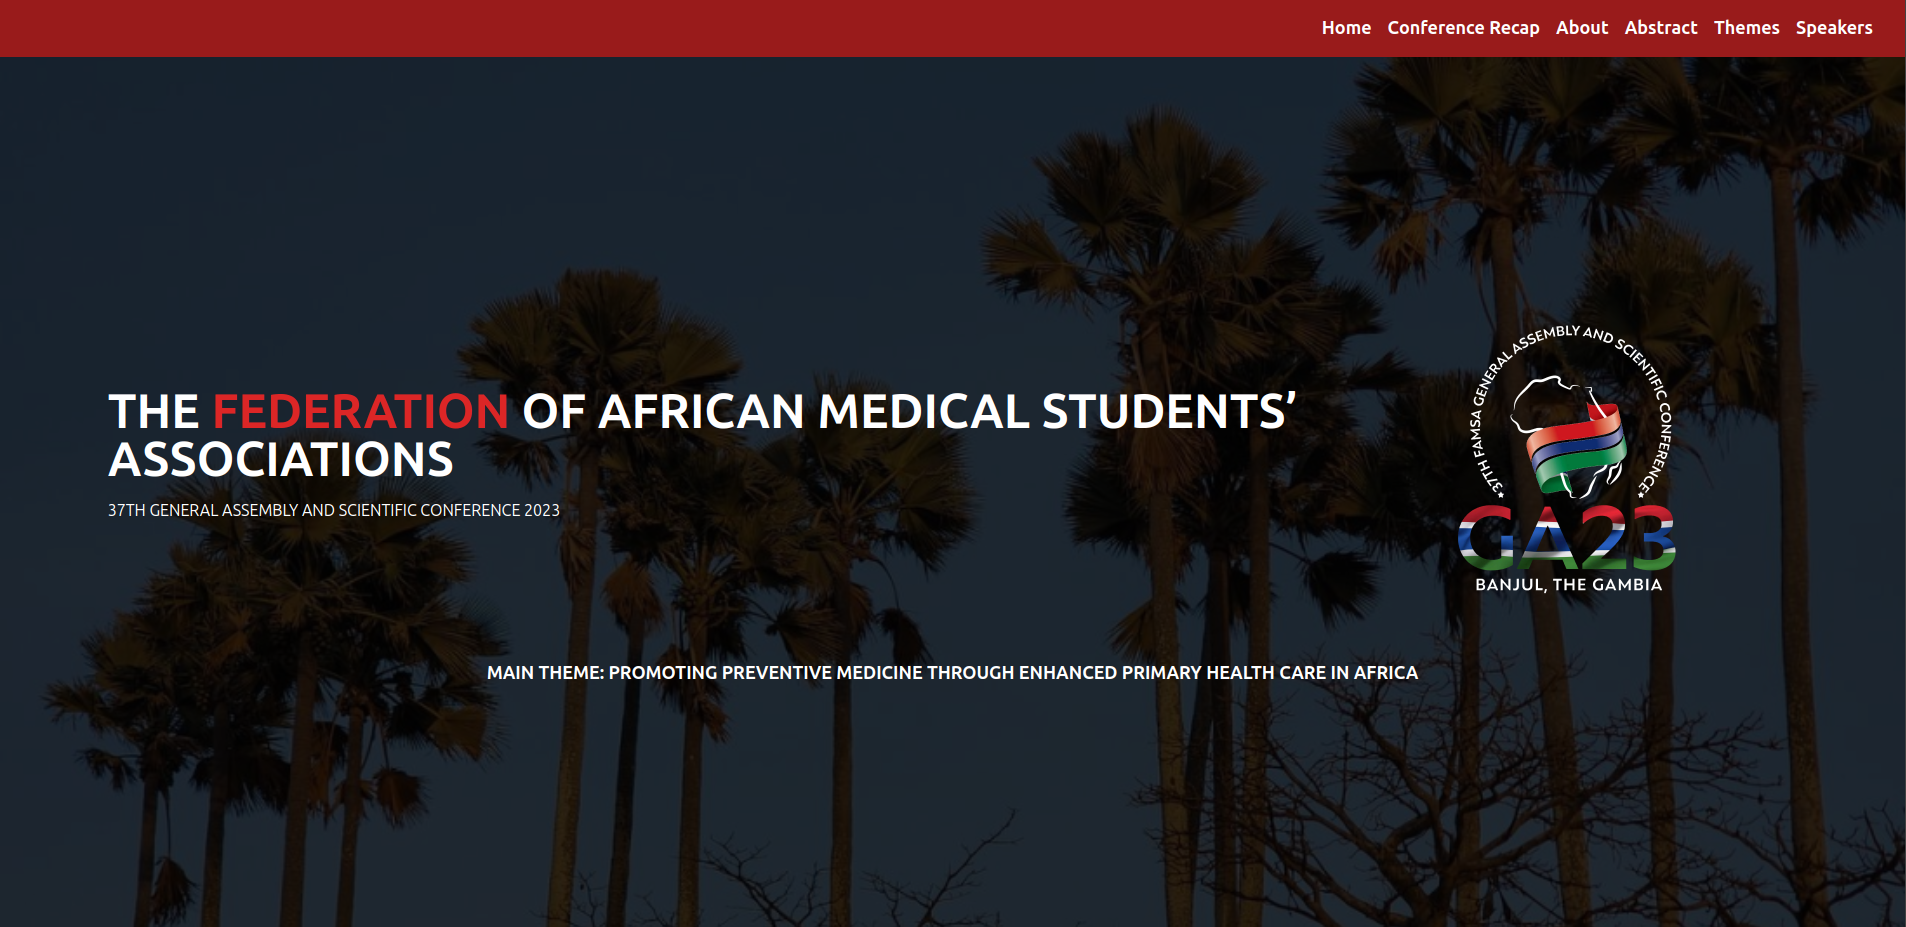 Home Conference Recap About Abstract Themes Speakers
THE FEDERATION OF AFRICAN MEDICAL STUDENTS’
ASSOCIATIONS
37TH GENERAL ASSEMBLY AND SCIENTIFIC CONFERENCE 2023
37TH FAMSA GENERAL ASSEMBLY AND SCIENTIFIC CONFERENCE
GA23
BANJUL, THE GAMBIA
MAIN THEME: PROMOTING PREVENTIVE MEDICINE THROUGH ENHANCED PRIMARY HEALTH CARE IN AFRICA